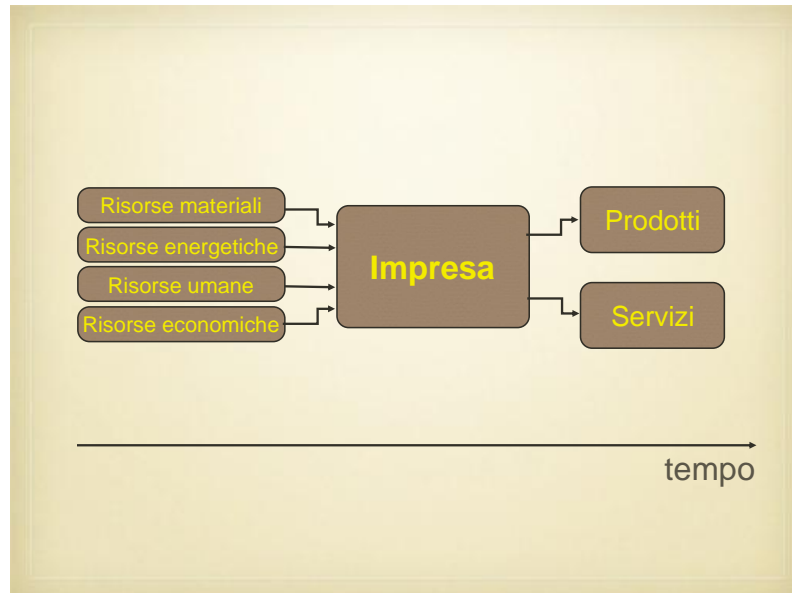 Risorse materiali
Risorse energetiche
Risorse umane
Risorse economiche
Impresa
Prodotti
Servizi
tempo